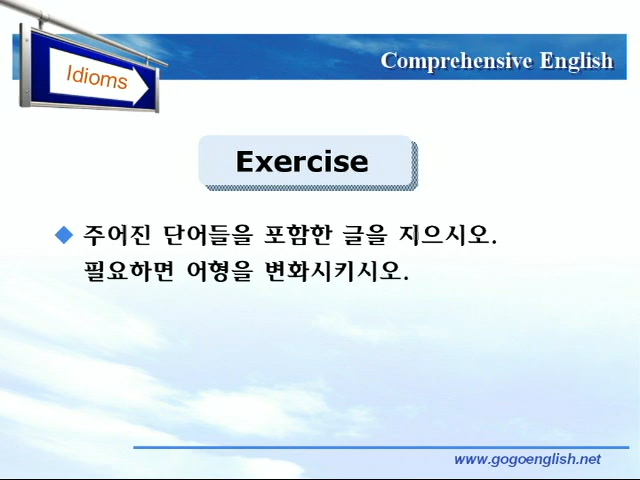 Idioms
Comprehensive English
Exercise
주어진 단어들을 포함한 글을 지으시오.
필요하면 어형을 변화시키시오.
www.gogoenglish.net